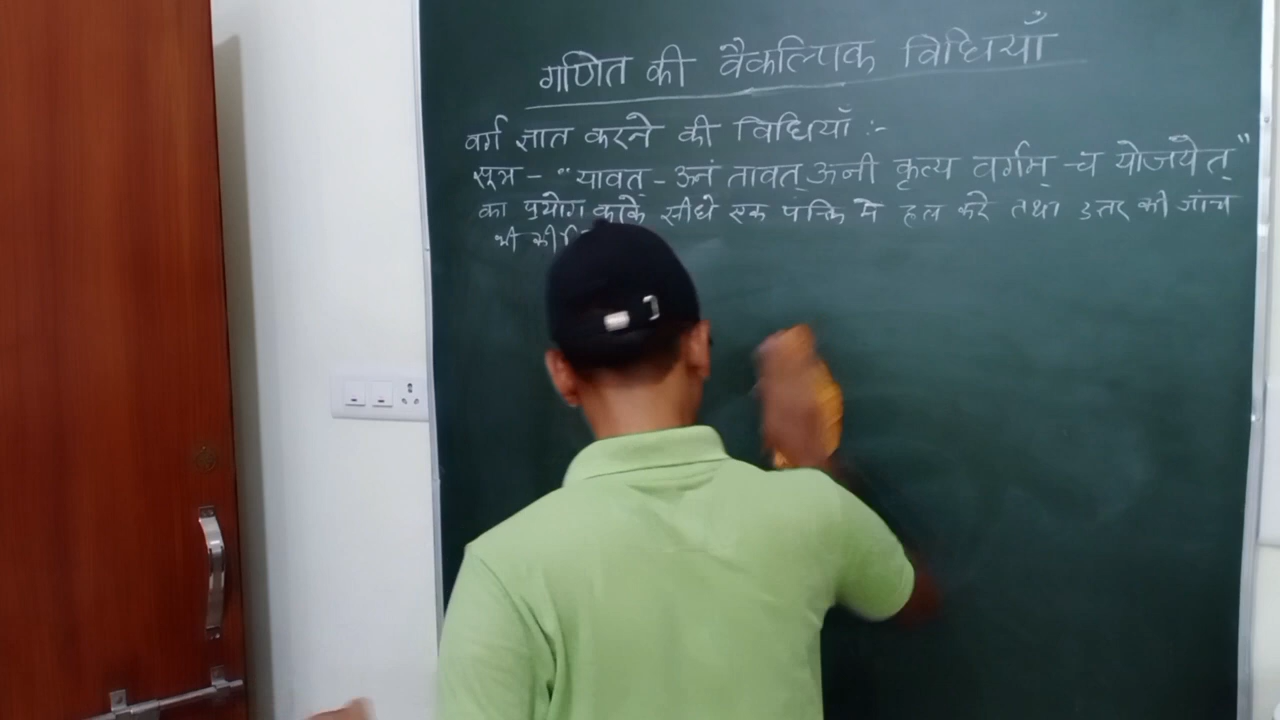 गणित की वैकल्पिक विधियाँ
वर्ग ज्ञात करने की विधियाँ :-
सूत्र - "यावत् - ऊनं तावत् ऊनी कृत्य वर्गम् - च योजयेत्"
का प्रयोग करके सीधे एक पंक्ति मे हल करे तथा उत्तर की जांच
भी